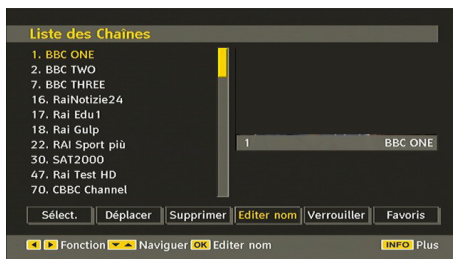 Liste des Chaînes
1. BBC ONE
2. BBC TWO
7. BBC THREE
16. RaiNotizie24
17. Rai Edu1
18. Rai Gulp
22. RAI Sport più
30. SAT2000
47. Rai Test HD
70. CBBC Channel
1 BBC ONE
Sélect. Déplacer Supprimer Editer nom Verrouiller Favoris
Fonction Naviguer OK Editer nom INFO Plus